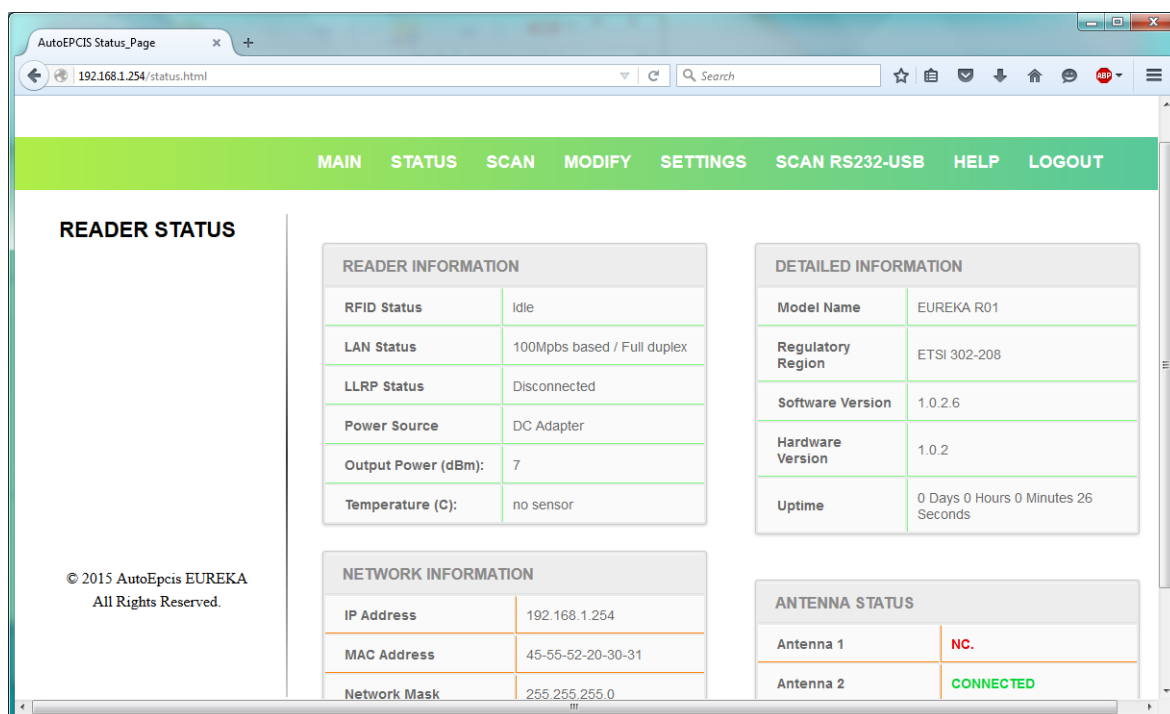 AutoEPCIS Status_Page
192.168.1.254/status.html
Search
ABP
MAIN STATUS SCAN MODIFY SETTINGS SCAN RS232-USB HELP LOGOUT
READER STATUS
© 2015 AutoEpcis EUREKA
All Rights Reserved.
READER INFORMATION
RFID Status Idle
LAN Status 100Mpbs based / Full duplex
LLRP Status Disconnected
Power Source DC Adapter
Output Power (dBm): 7
Temperature (C): no sensor
NETWORK INFORMATION
IP Address 192.168.1.254
MAC Address 45-55-52-20-30-31
Network Mask 255.255.255.0
DETAILED INFORMATION
Model Name EUREKA R01
Regulatory
Region
ETSI 302-208
Software Version 1.0.2.6
Hardware
Version
1.0.2
Uptime
0 Days 0 Hours 0 Minutes 26
Seconds
ANTENNA STATUS
Antenna 1 NC.
Antenna 2 CONNECTED